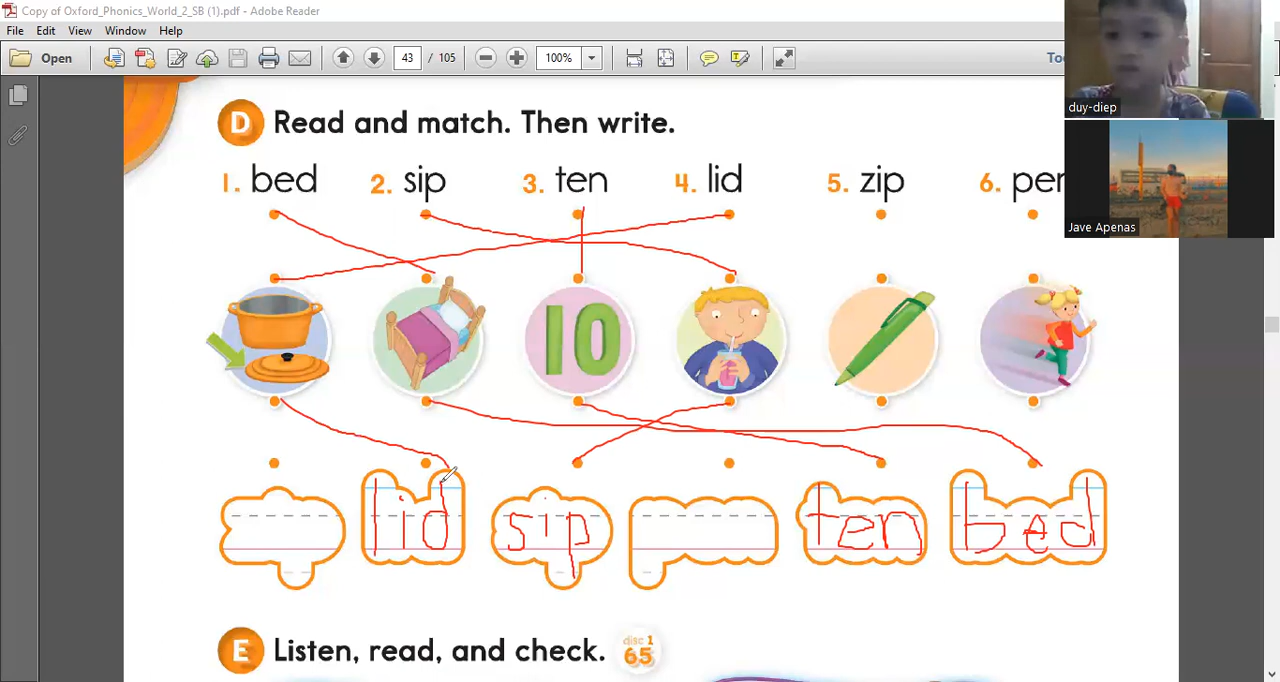 Copy of Oxford_Phonics_World_2_SB (1).pdf - Adobe Reader
File Edit View Window Help
Open 43 / 105 100% Too
duy-diep
Jave Apenas
D Read and match. Then write.
1. bed 2. sip 3. ten 4. lid 5. zip 6. pen
10
lid sip ten bed
E Listen, read, and check. disc 1 65